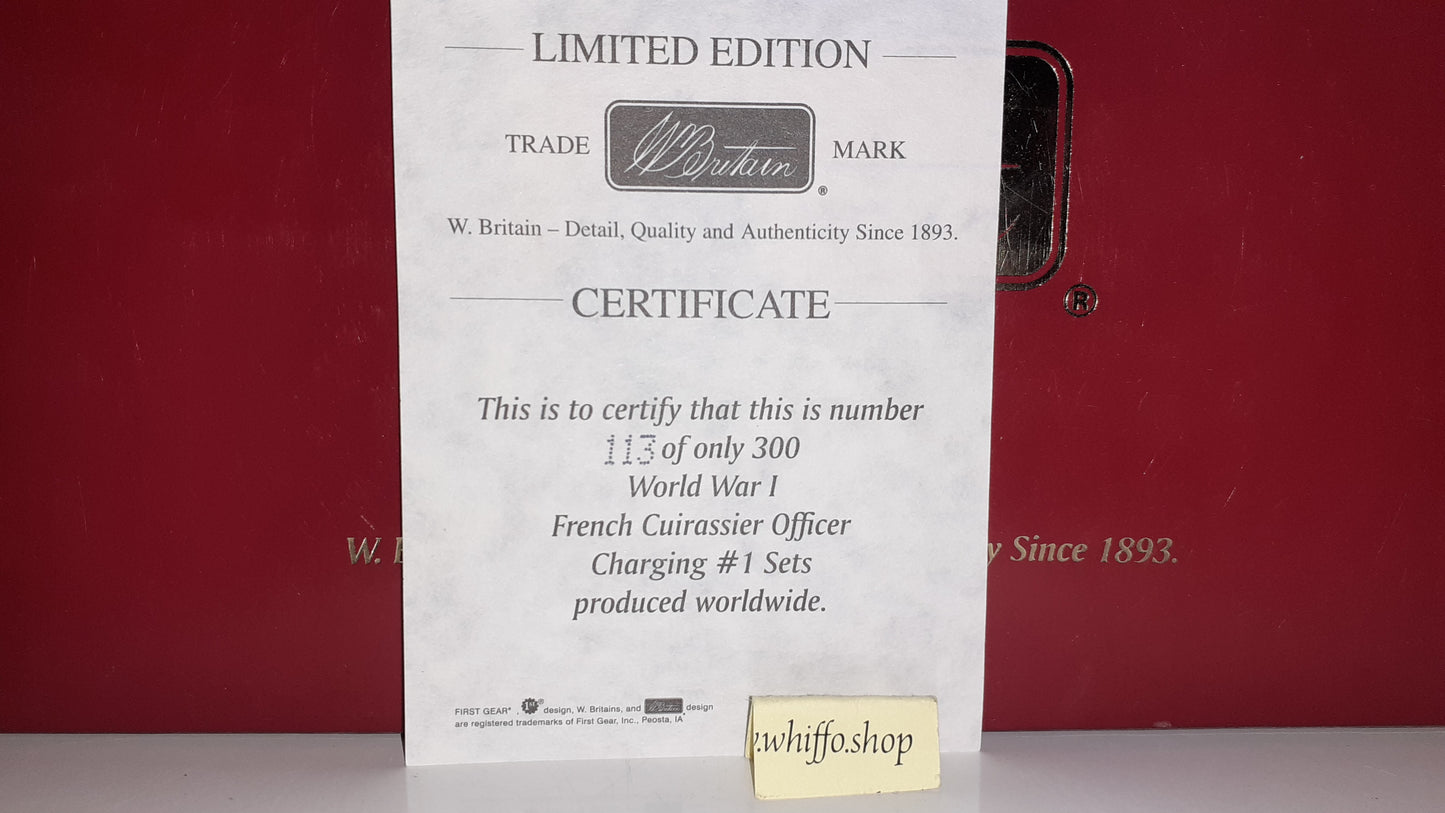 LIMITED EDITION
TRADE W Britain MARK
®
W. Britain – Detail, Quality and Authenticity Since 1893.
CERTIFICATE
®
This is to certify that this is number
113 of only 300
World War I
French Cuirassier Officer
Charging #1 Sets
produced worldwide.
W.
Since 1893.
FIRST GEAR®, 1ST® design, W. Britains, and W Britain design
are registered trademarks of First Gear, Inc., Peosta, IA
.whiffo.shop